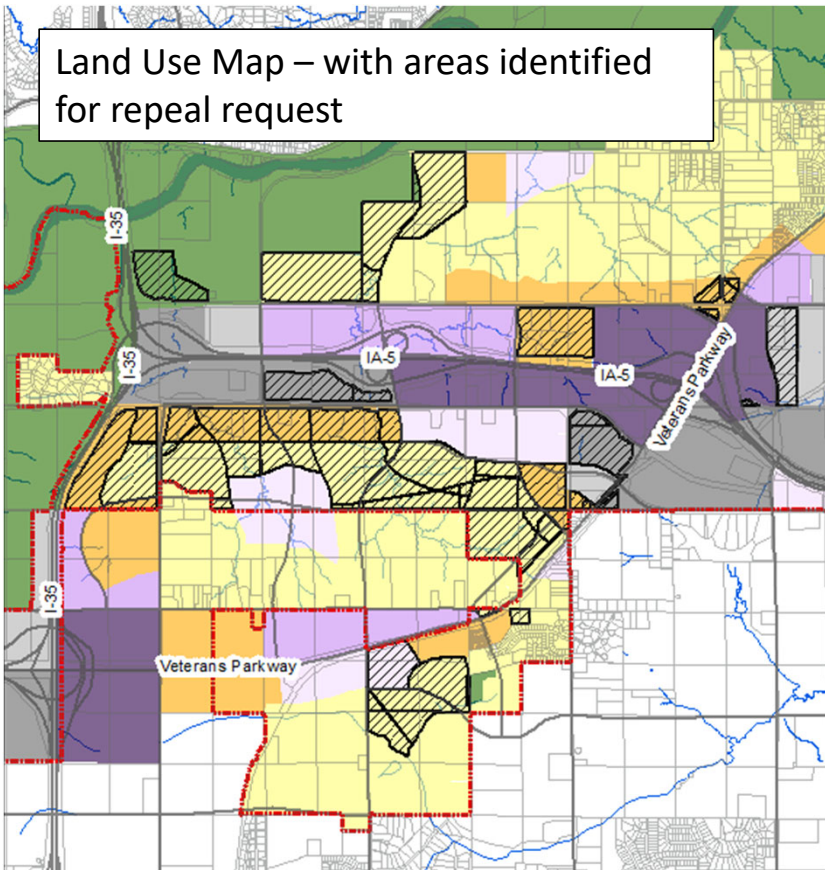 Land Use Map – with areas identified
for repeal request
I-35
I-35
IA-5
IA-5
Veterans Parkway
I-35
Veterans Parkway